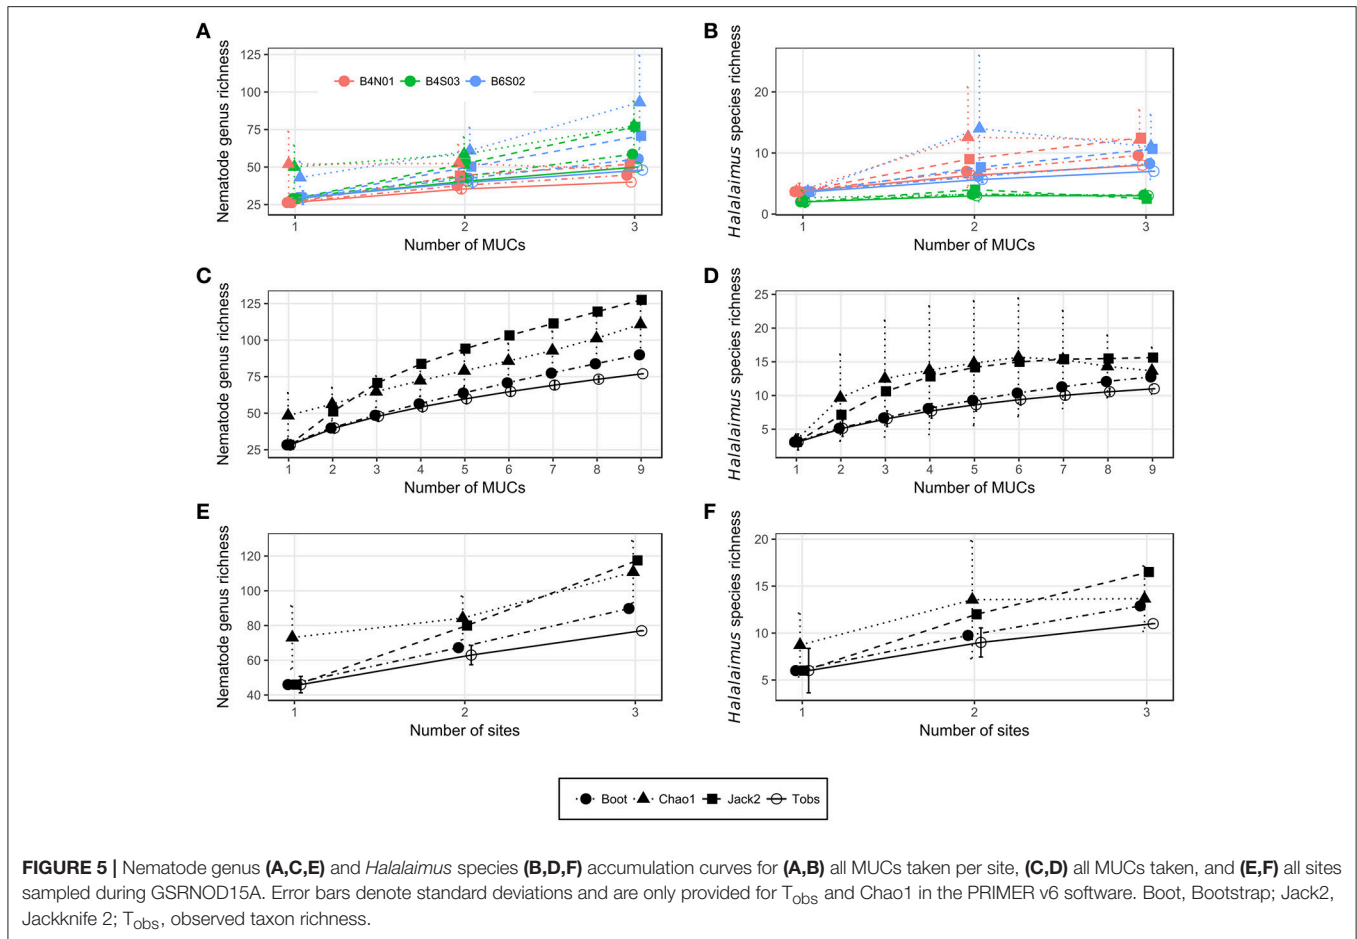 A
Nematode genus richness
125
100
75
50
25
B4N01 B4S03 B6S02
1 2 3
Number of MUCs
B
Halalaimus species richness
20
10
0
1 2 3
Number of MUCs
C
Nematode genus richness
125
100
75
50
25
1 2 3 4 5 6 7 8 9
Number of MUCs
D
Halalaimus species richness
25
20
15
10
5
1 2 3 4 5 6 7 8 9
Number of MUCs
E
Nematode genus richness
120
100
80
60
40
1 2 3
Number of sites
F
Halalaimus species richness
20
15
10
5
1 2 3
Number of sites
Boot Chao1 Jack2 Tobs
FIGURE 5 | Nematode genus (A,C,E) and Halalaimus species (B,D,F) accumulation curves for (A,B) all MUCs taken per site, (C,D) all MUCs taken, and (E,F) all sites
sampled during GSRNOD15A. Error bars denote standard deviations and are only provided for Tobs and Chao1 in the PRIMER v6 software. Boot, Bootstrap; Jack2,
Jackknife 2; Tobs, observed taxon richness.